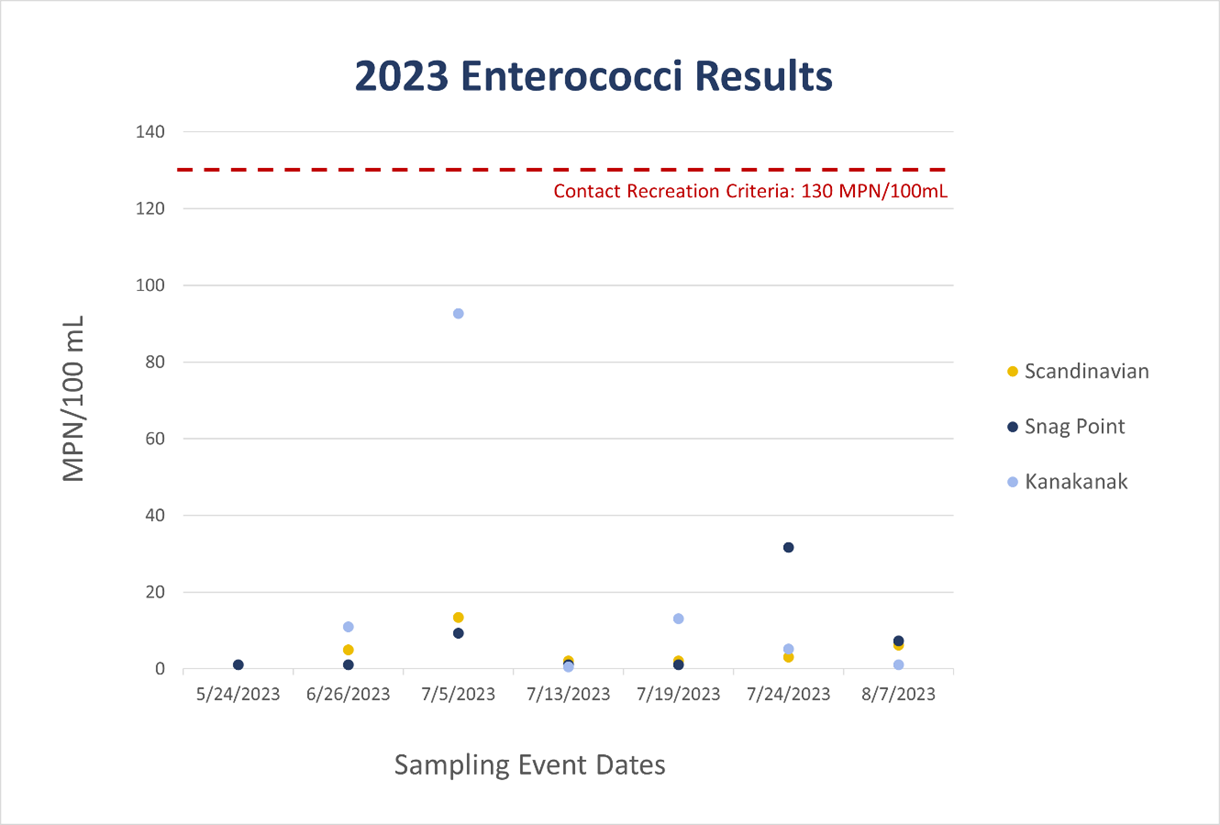 2023 Enterococci Results
140
Contact Recreation Criteria: 130 MPN/100mL
120
100
80
60
40
20
0
MPN/100 mL
Scandinavian
Snag Point
Kanakanak
5/24/2023 6/26/2023 7/5/2023 7/13/2023 7/19/2023 7/24/2023 8/7/2023
Sampling Event Dates